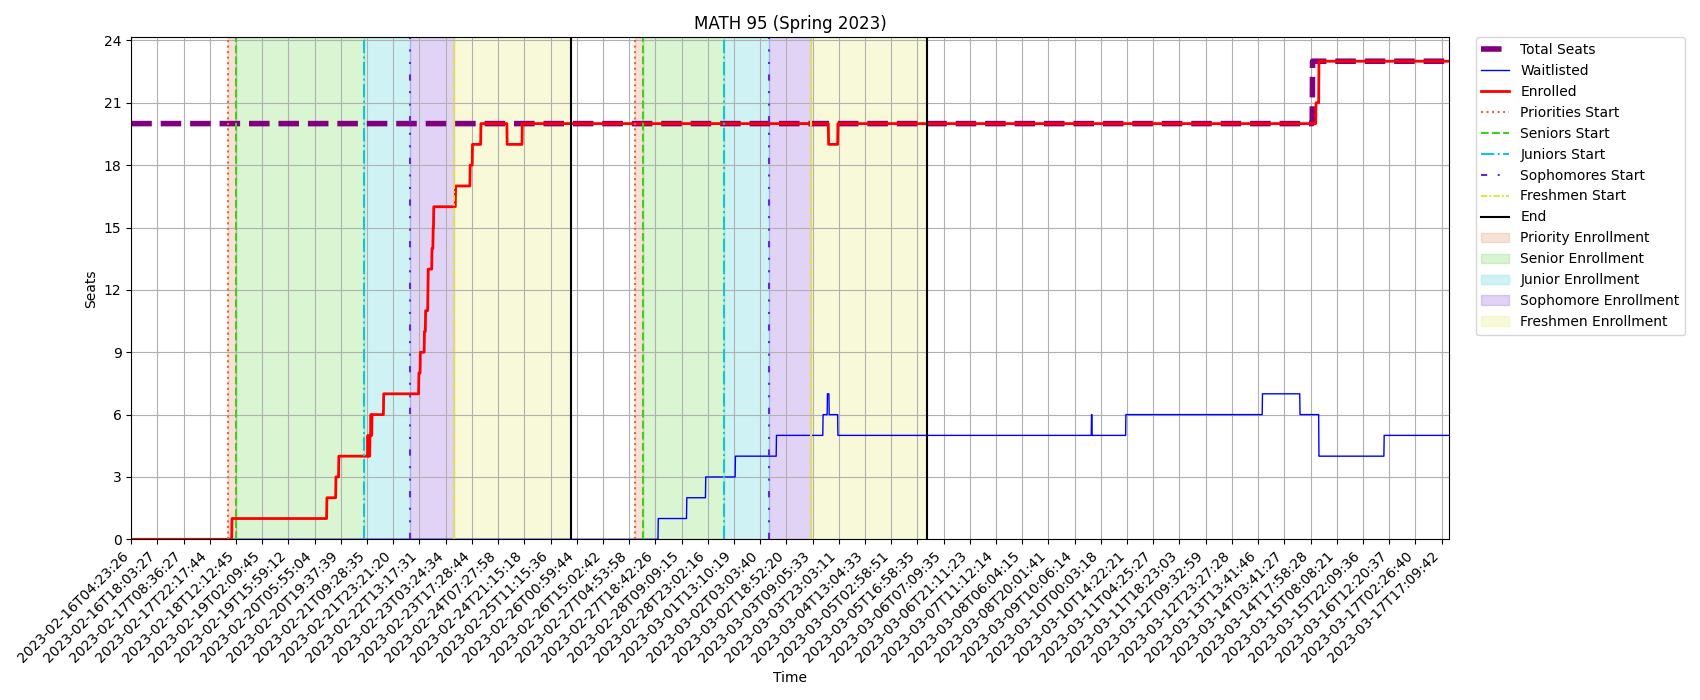 MATH 95 (Spring 2023)
24
21
18
15
12
9
6
3
0
Seats
2023-02-16T04:23:26
2023-02-16T18:03:27
2023-02-17T08:36:27
2023-02-17T22:17:44
2023-02-18T12:12:45
2023-02-19T02:09:45
2023-02-19T15:59:12
2023-02-20T05:55:04
2023-02-20T19:37:39
2023-02-21T09:28:35
2023-02-21T23:21:20
2023-02-22T13:17:31
2023-02-23T03:24:34
2023-02-23T17:28:44
2023-02-24T07:27:58
2023-02-24T21:15:18
2023-02-25T11:15:36
2023-02-26T00:59:44
2023-02-26T15:02:42
2023-02-27T04:53:58
2023-02-27T18:42:26
2023-02-28T09:09:15
2023-02-28T23:02:16
2023-03-01T13:10:19
2023-03-02T03:03:40
2023-03-02T18:52:20
2023-03-03T09:05:33
2023-03-03T23:03:11
2023-03-04T13:04:33
2023-03-05T02:58:51
2023-03-05T16:58:35
2023-03-06T07:09:35
2023-03-06T21:11:23
2023-03-07T11:12:14
2023-03-08T06:04:15
2023-03-08T20:01:41
2023-03-09T10:06:14
2023-03-10T00:03:18
2023-03-10T14:22:21
2023-03-11T04:25:27
2023-03-11T18:23:03
2023-03-12T09:32:59
2023-03-12T23:27:28
2023-03-13T13:41:46
2023-03-14T03:41:27
2023-03-14T17:58:28
2023-03-15T08:08:21
2023-03-15T22:09:36
2023-03-16T12:20:37
2023-03-17T02:26:40
2023-03-17T17:09:42
Time
Total Seats
Waitlisted
Enrolled
Priorities Start
Seniors Start
Juniors Start
Sophomores Start
Freshmen Start
End
Priority Enrollment
Senior Enrollment
Junior Enrollment
Sophomore Enrollment
Freshmen Enrollment